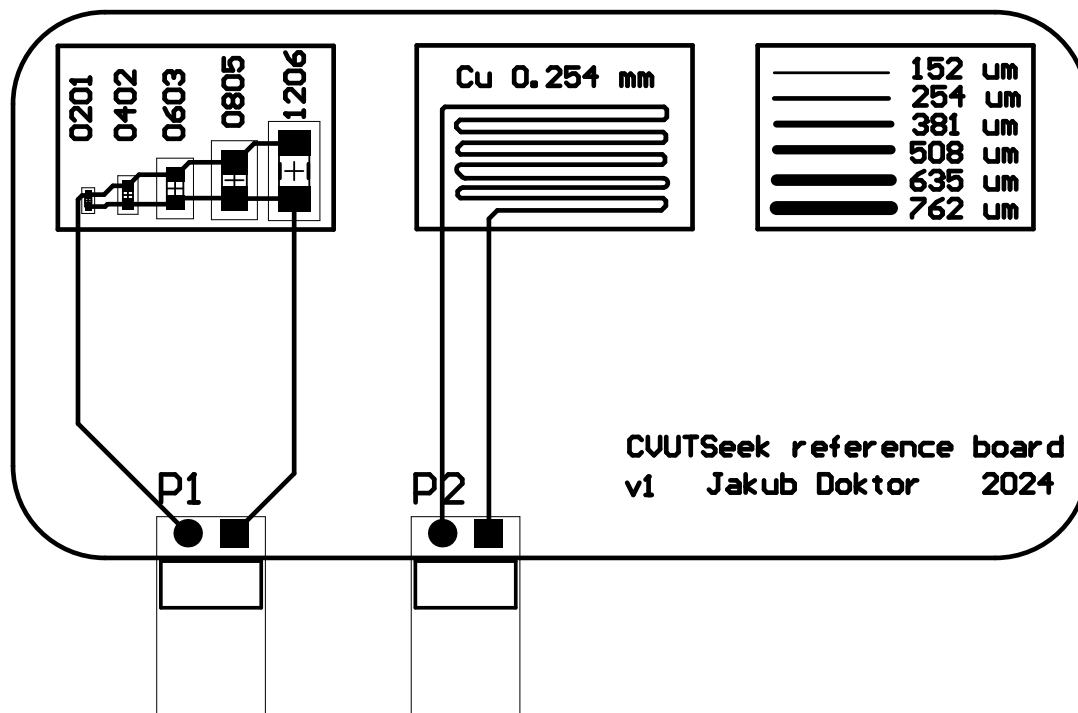 0201
0402
0603
0805
1206
Cu 0.254 mm
152 um
254 um
381 um
508 um
635 um
762 um
CVUTSeek reference board
v1 Jakub Doktor 2024
P1
P2